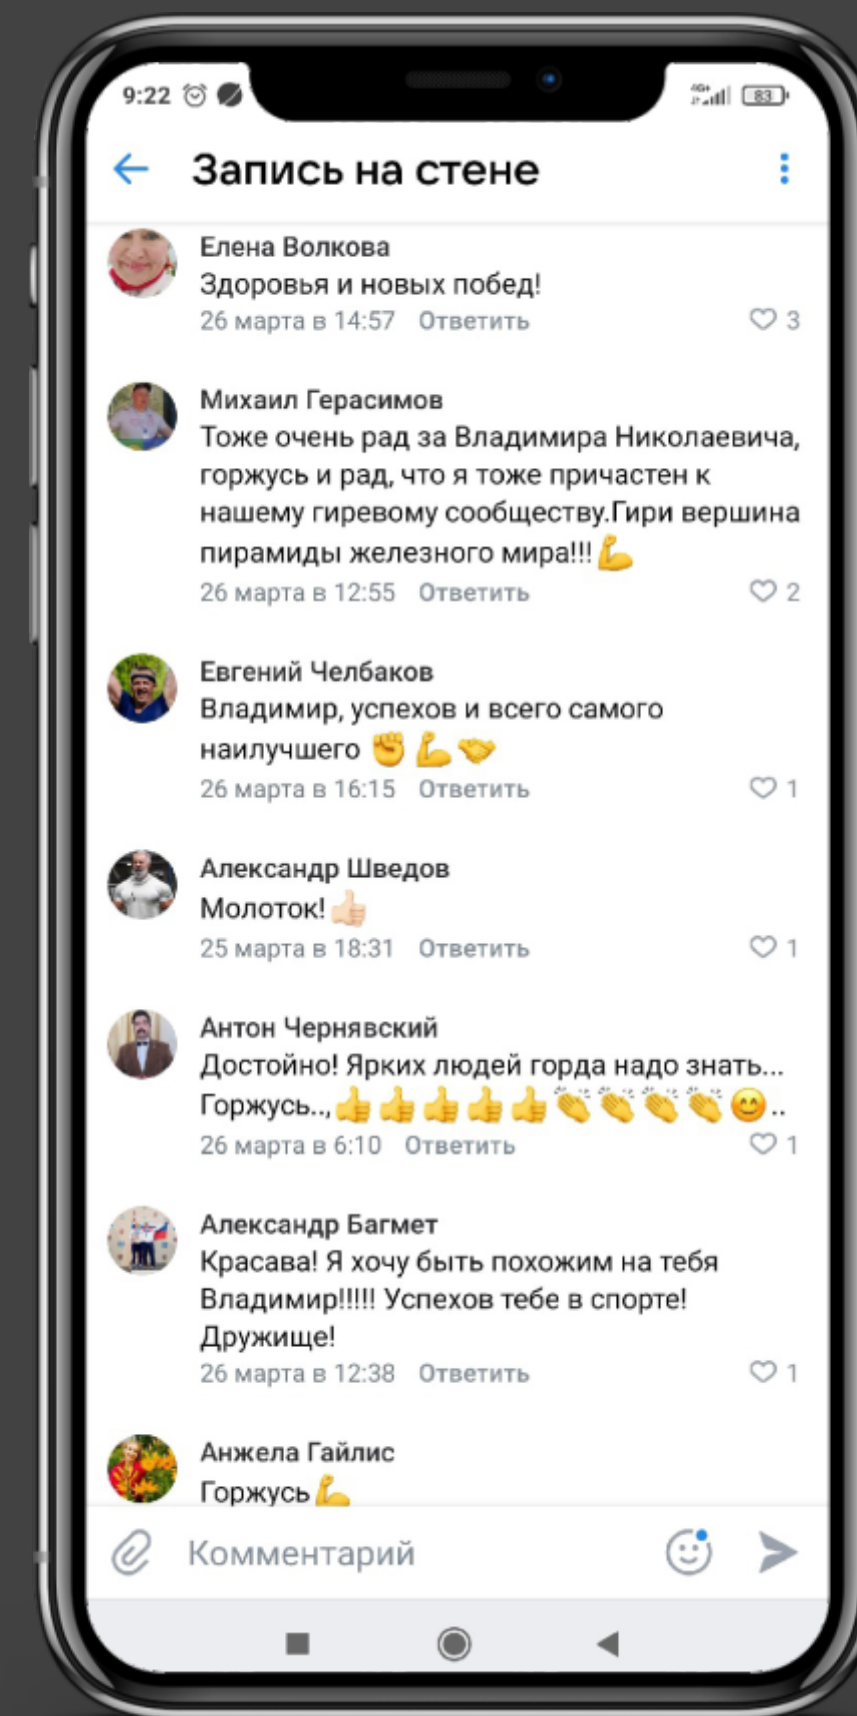 9:22
4G+
83
Запись на стене
Елена Волкова
Здоровья и новых побед!
26 марта в 14:57 Ответить 3
Михаил Герасимов
Тоже очень рад за Владимира Николаевича,
горжусь и рад, что я тоже причастен к
нашему гиревому сообществу.Гири вершина
пирамиды железного мира!!!💪
26 марта в 12:55 Ответить 2
Евгений Челбаков
Владимир, успехов и всего самого
наилучшего ✊💪🤝
26 марта в 16:15 Ответить 1
Александр Шведов
Молоток!👍🏻
25 марта в 18:31 Ответить 1
Антон Чернявский
Достойно! Ярких людей горда надо знать...
Горжусь..,👍👍👍👍👍👏👏👏👏😊..
26 марта в 6:10 Ответить 1
Александр Багмет
Красава! Я хочу быть похожим на тебя
Владимир!!!!! Успехов тебе в спорте!
Дружище!
26 марта в 12:38 Ответить 1
Анжела Гайлис
Горжусь💪
Комментарий